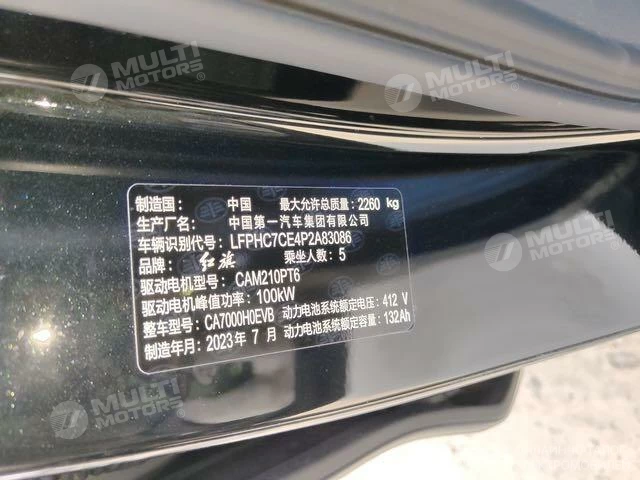 MULTI
MOTORS
MULTI
MOTORS
制造国： 中国 最大允许总质量：2260 kg
生产厂名： 中国第一汽车集团有限公司
车辆识别代号：LFPHC7CE4P2A83086
品牌：红旗 乘坐人数：5
驱动电机型号：CAM210PT6
驱动电机峰值功率：100kW
整车型号：CA7000H0EVB 动力电池系统额定电压：412 V
制造年月：2023年7月 动力电池系统额定容量：132Ah
MULTI
MOTORS
MULTI
MOTORS